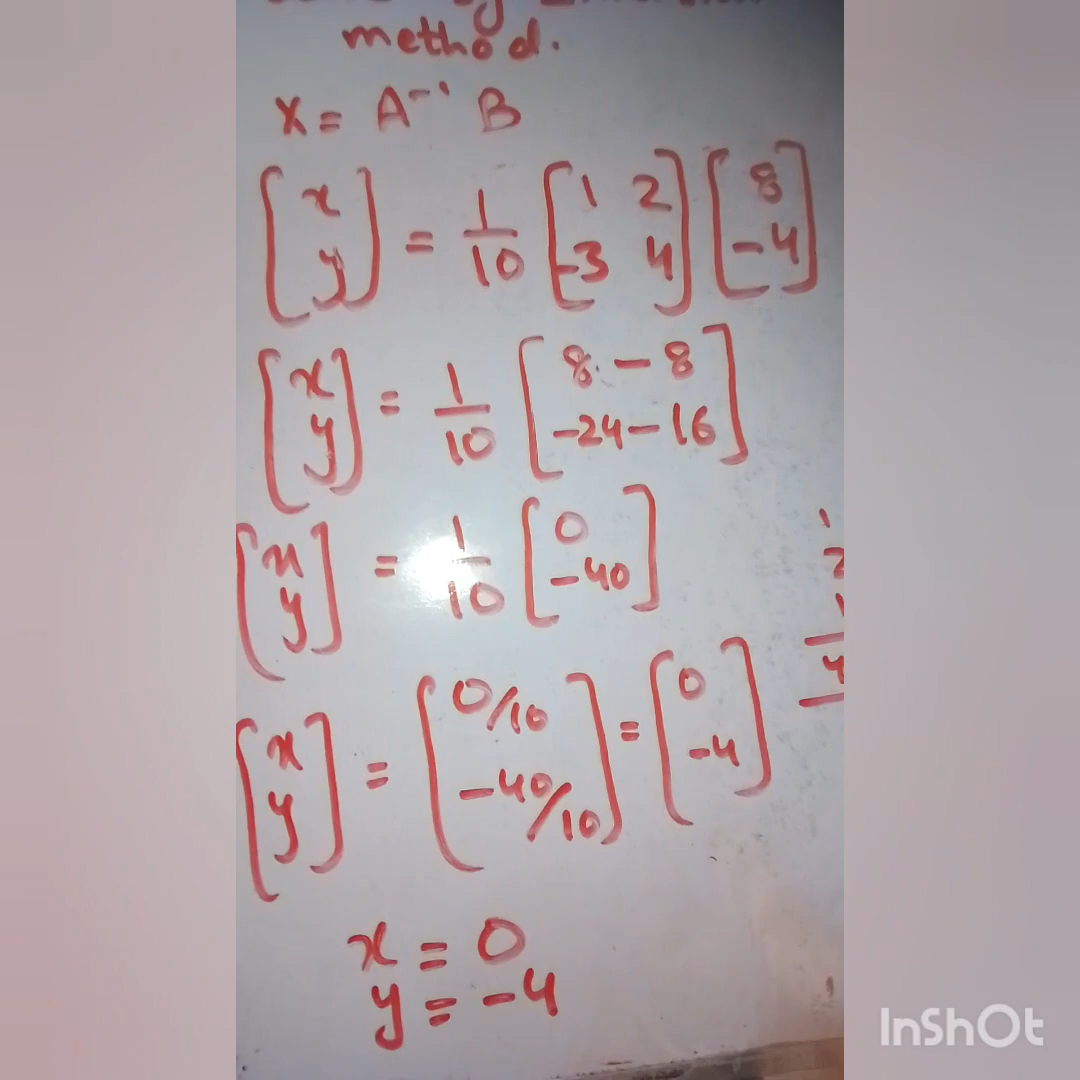 method.
X = A⁻¹ B
[x y] = 1/10 [1 2 -3 4] [8 -4]
[x y] = 1/10 [8 - 8 -24 - 16]
[x y] = 1/10 [0 -40]
[x y] = [0/10 -40/10] = [0 -4]
x = 0
y = -4
InShOt